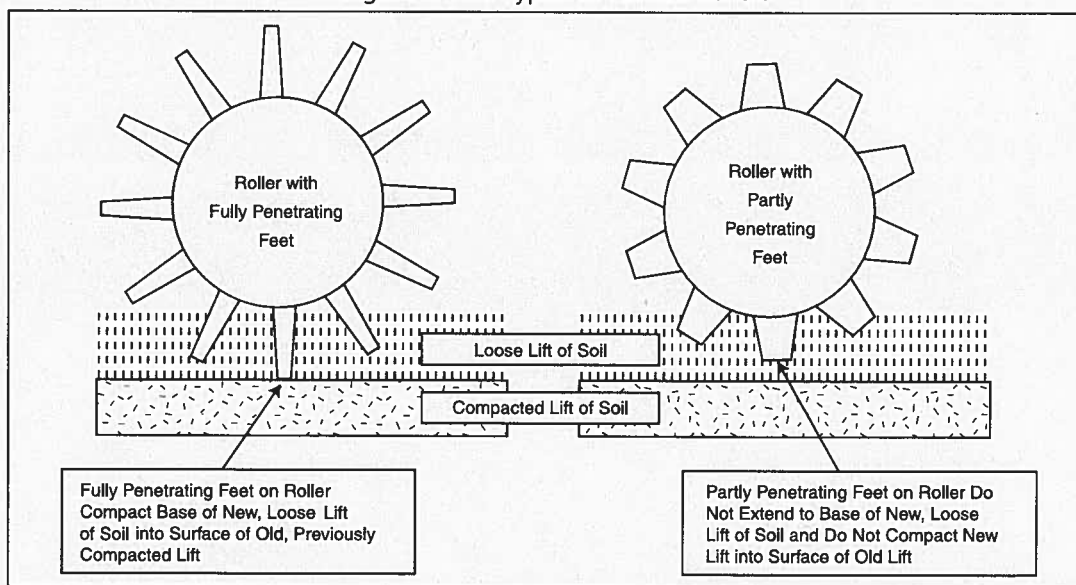 Roller with
Fully Penetrating
Feet
Roller with
Partly
Penetrating
Feet
Loose Lift of Soil
Compacted Lift of Soil
Fully Penetrating Feet on Roller
Compact Base of New, Loose Lift
of Soil into Surface of Old, Previously
Compacted Lift
Partly Penetrating Feet on Roller Do
Not Extend to Base of New, Loose
Lift of Soil and Do Not Compact New
Lift into Surface of Old Lift